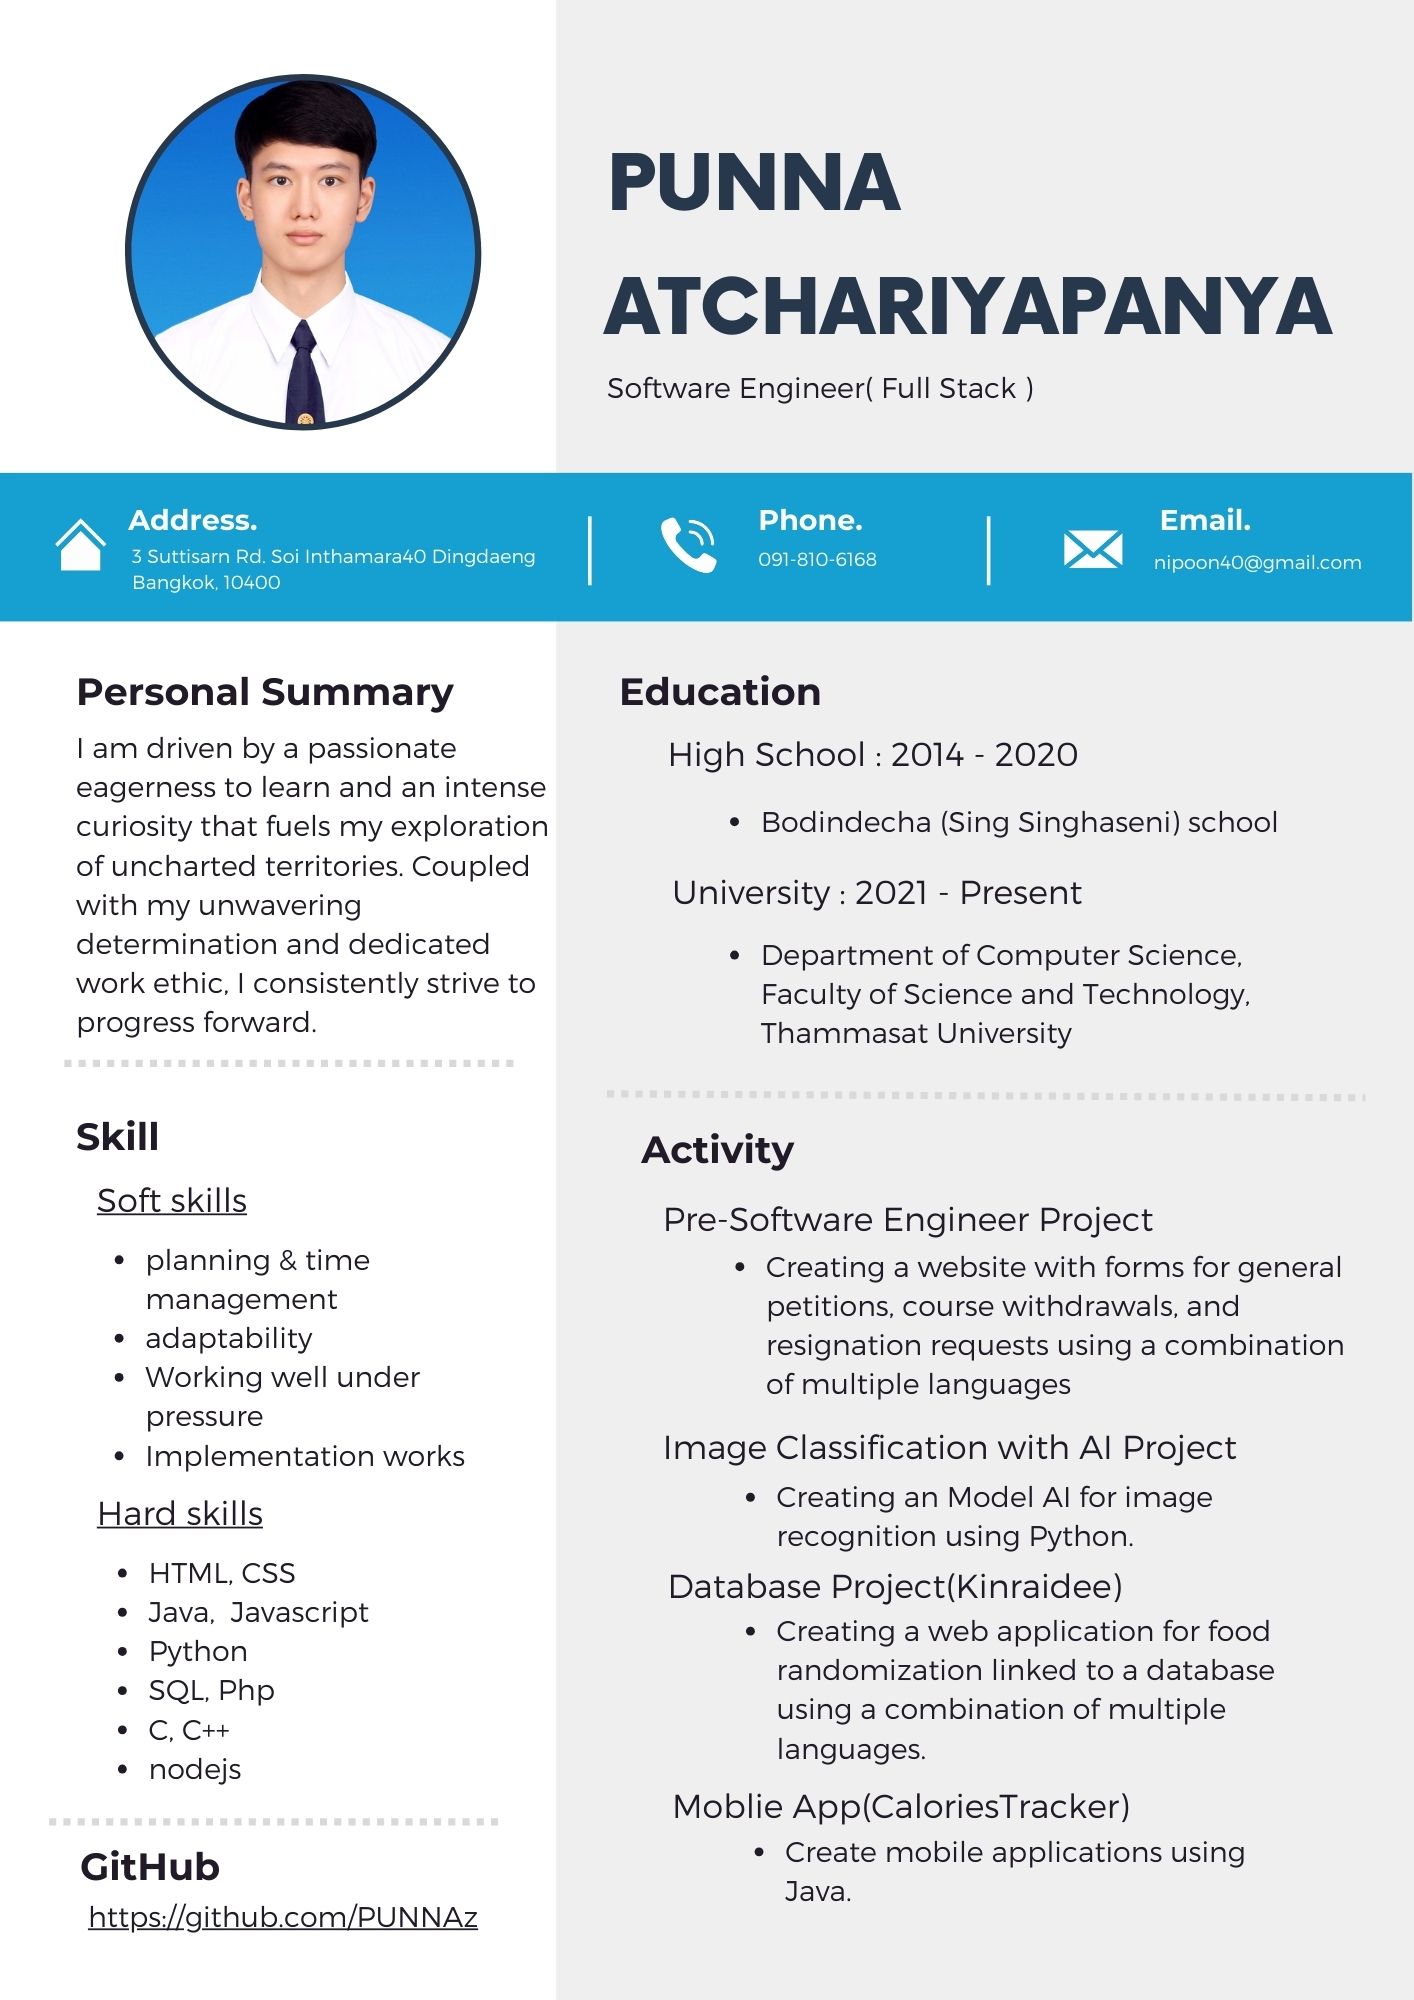 PUNNA
ATCHARIYAPANYA
Software Engineer( Full Stack )
Address.
3 Suttisarn Rd. Soi Inthamara40 Dingdaeng
Bangkok, 10400
Phone.
091-810-6168
Email.
nipoon40@gmail.com
Personal Summary
I am driven by a passionate
eagerness to learn and an intense
curiosity that fuels my exploration
of uncharted territories. Coupled
with my unwavering
determination and dedicated
work ethic, I consistently strive to
progress forward.
Skill
Soft skills
• planning & time
management
• adaptability
• Working well under
pressure
• Implementation works
Hard skills
• HTML, CSS
• Java,  Javascript
• Python
• SQL, Php
• C, C++
• nodejs
GitHub
https://github.com/PUNNAz
Education
High School : 2014 - 2020
• Bodindecha (Sing Singhaseni) school
University : 2021 - Present
• Department of Computer Science,
Faculty of Science and Technology,
Thammasat University
Activity
Pre-Software Engineer Project
• Creating a website with forms for general
petitions, course withdrawals, and
resignation requests using a combination
of multiple languages
Image Classification with AI Project
• Creating an Model AI for image
recognition using Python.
Database Project(Kinraidee)
• Creating a web application for food
randomization linked to a database
using a combination of multiple
languages.
Moblie App(CaloriesTracker)
• Create mobile applications using
Java.